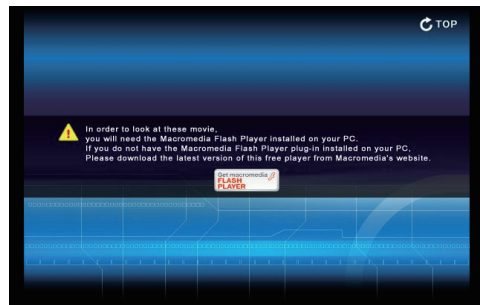 TOP
In order to look at these movie,
you will need the Macromedia Flash Player installed on your PC.
If you do not have the Macromedia Flash Player plug-in installed on your PC,
Please download the latest version of this free player from Macromedia's website.
Get macromedia
FLASH
PLAYER